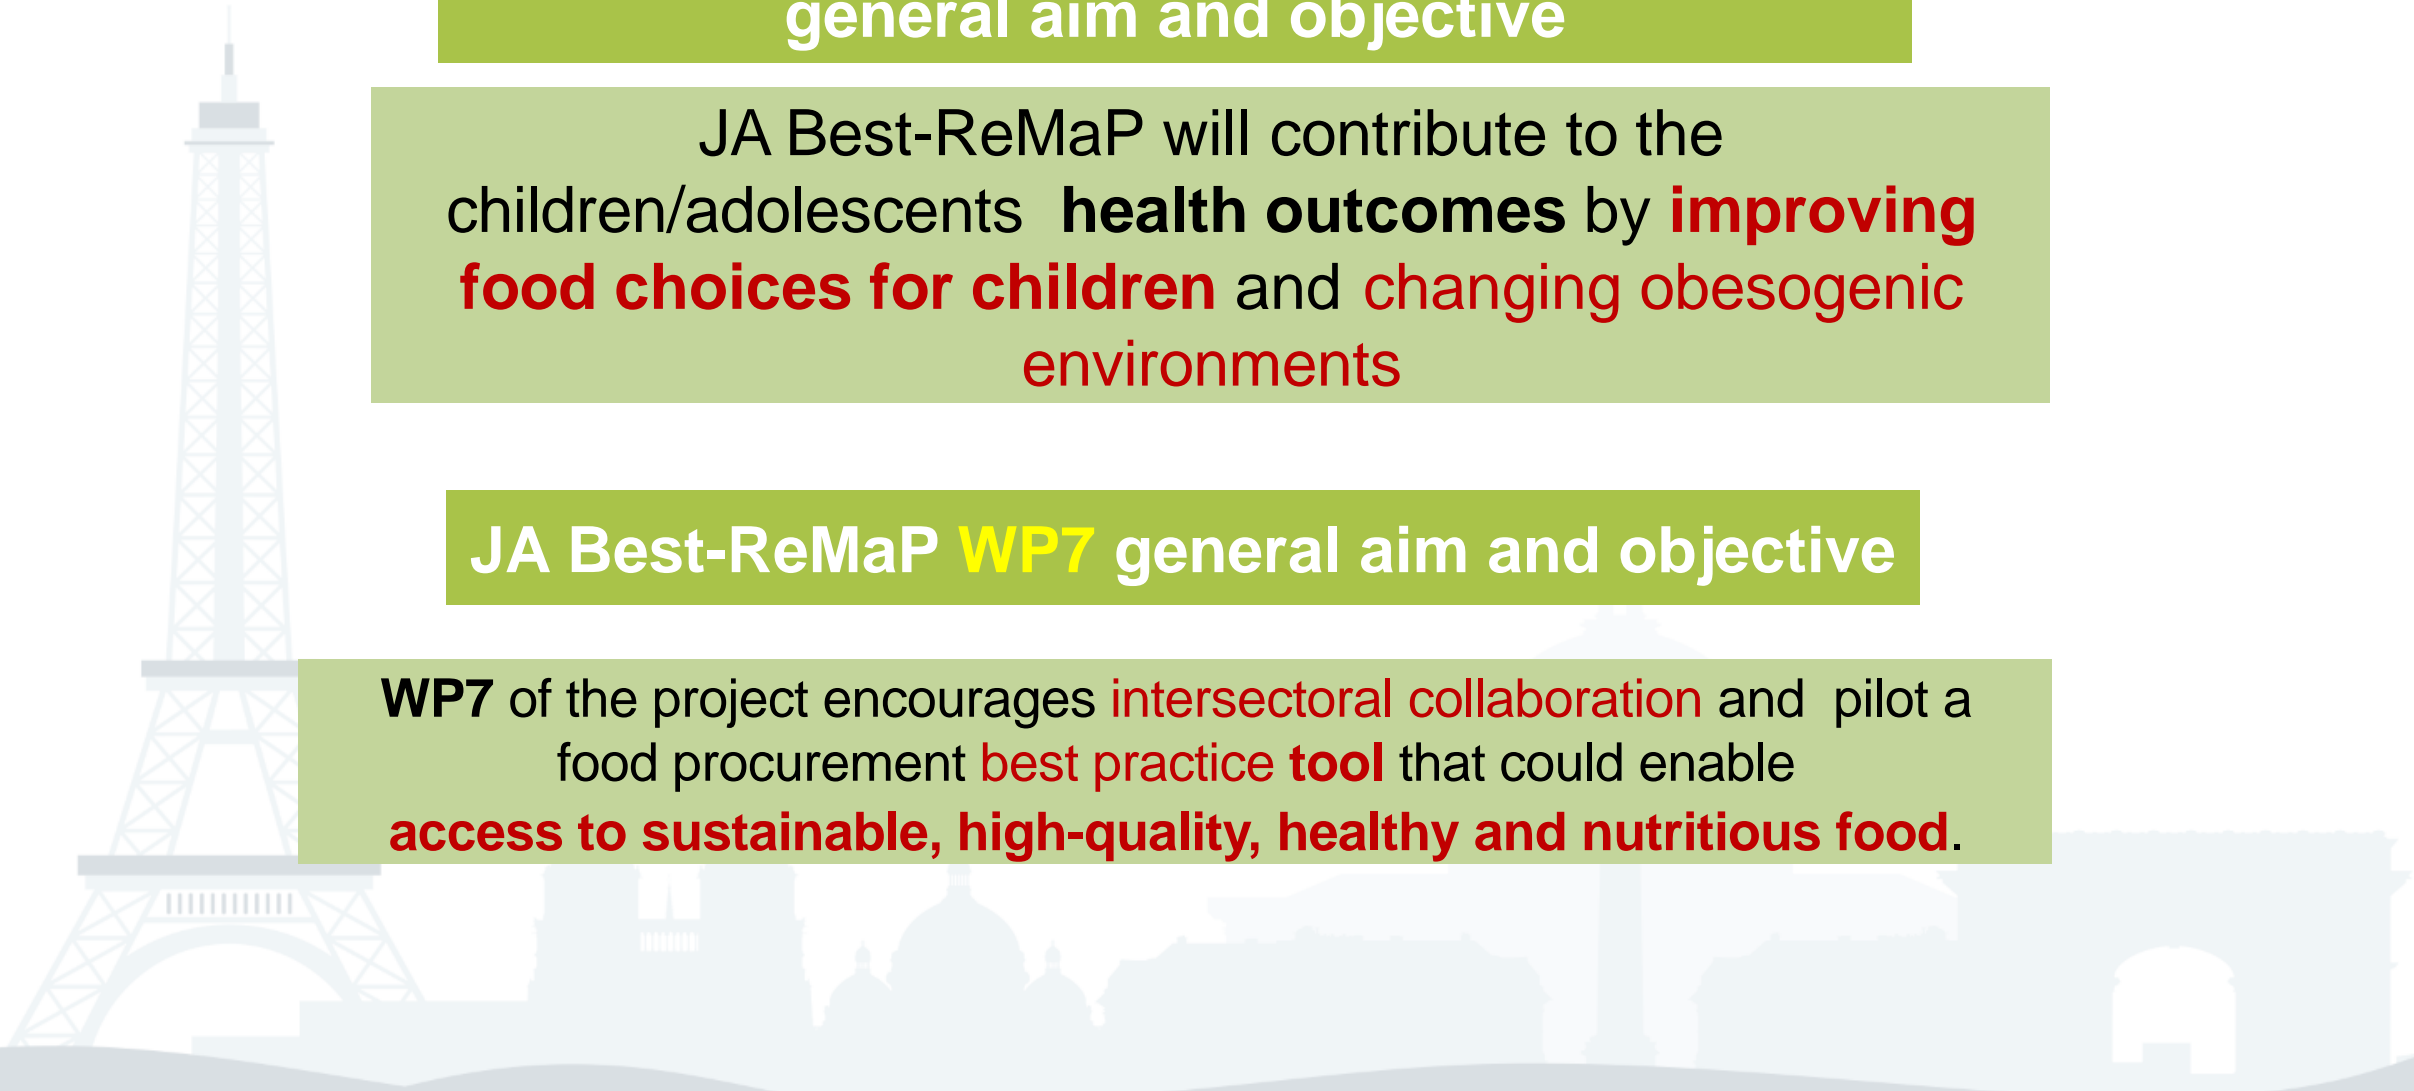 general aim and objective
JA Best-ReMaP will contribute to the
children/adolescents health outcomes by improving
food choices for children and changing obesogenic
environments
JA Best-ReMaP WP7 general aim and objective
WP7 of the project encourages intersectoral collaboration and pilot a
food procurement best practice tool that could enable
access to sustainable, high-quality, healthy and nutritious food.